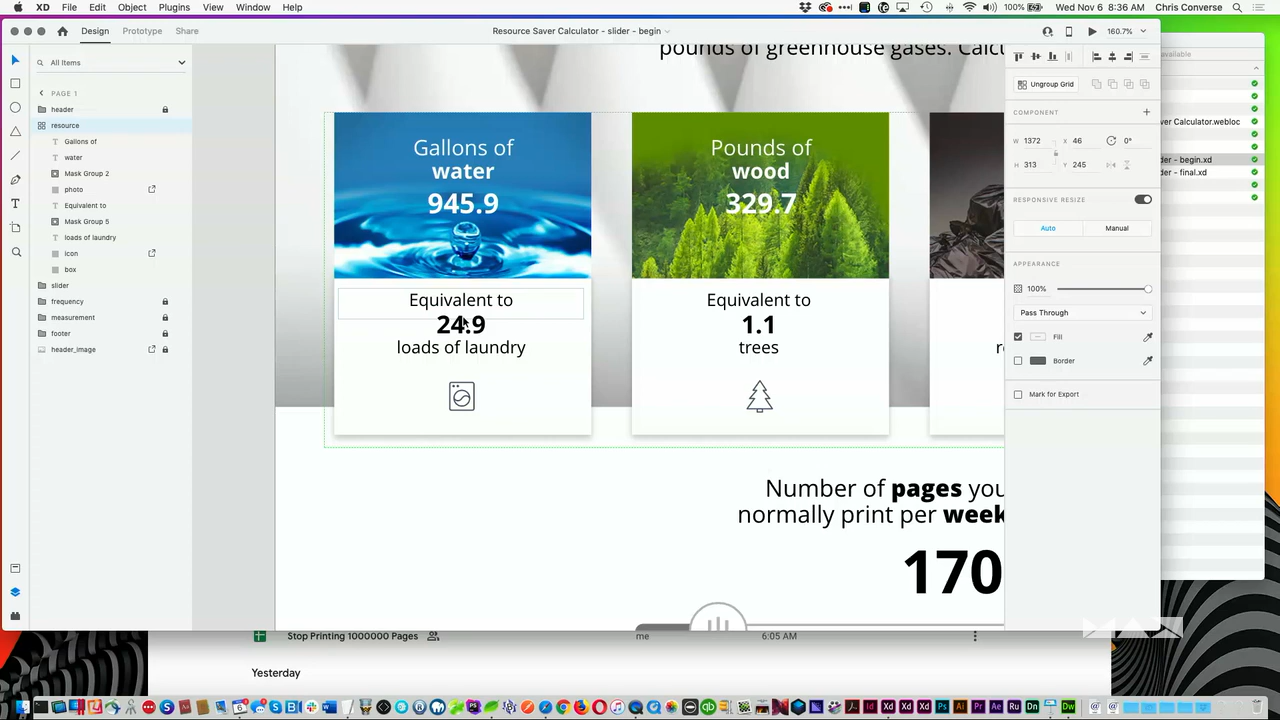 XD File Edit Object Plugins View Window Help
100% Wed Nov 6 8:36 AM Chris Converse
Design Prototype Share
Resource Saver Calculator - slider - begin
160.7%
available
All Items
PAGE 1
header
resource
Gallons of
water
Mask Group 2
photo
Equivalent to
Mask Group 5
loads of laundry
icon
box
slider
frequency
measurement
footer
header_image
pounds of greenhouse gases. Calcu
Gallons of
water
945.9
Equivalent to
24.9
loads of laundry
Pounds of
wood
329.7
Equivalent to
1.1
trees
Number of pages you
normally print per week
170
Ungroup Grid
COMPONENT
W 1372 X 46 0°
H 313 Y 245
RESPONSIVE RESIZE
Auto Manual
APPEARANCE
100%
Pass Through
Fill
Border
Mark for Export
ver Calculator.webloc
der - begin.xd
der - final.xd
Stop Printing 1000000 Pages me 6:05 AM
Yesterday
MAX